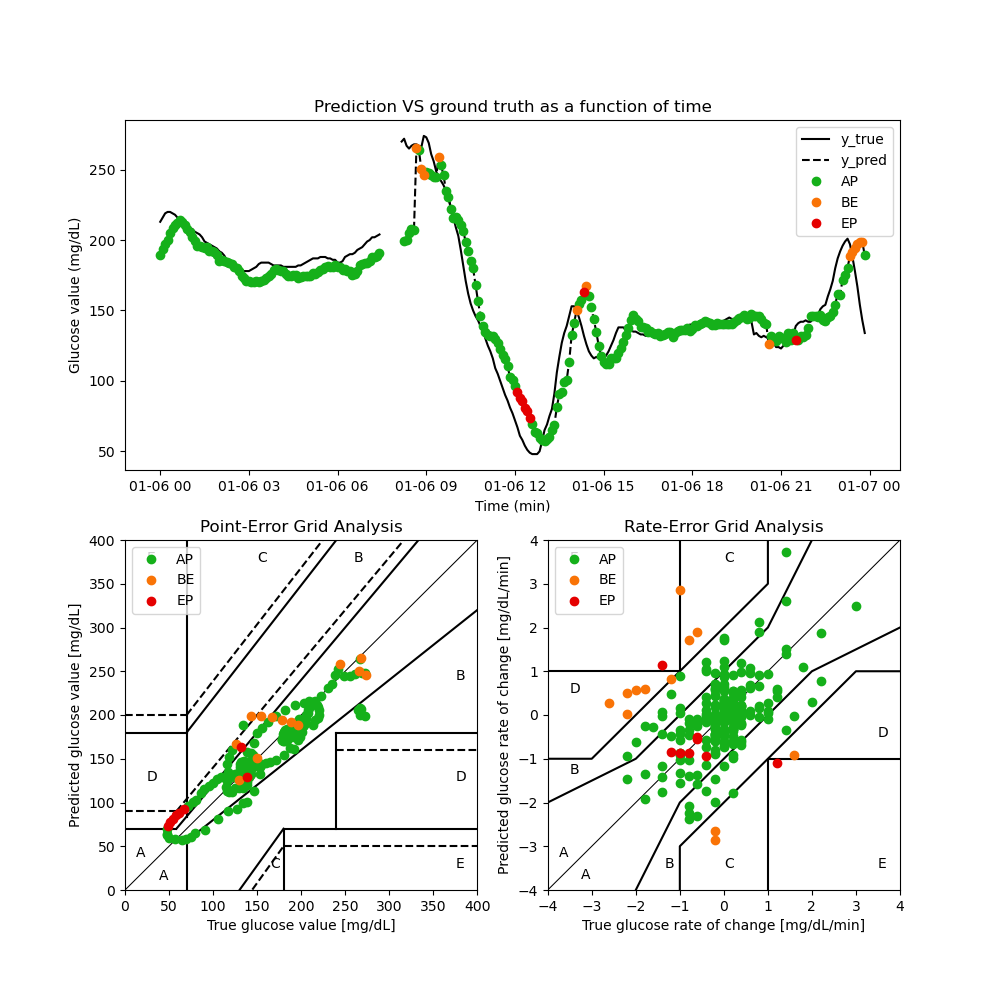 Prediction VS ground truth as a function of time
Glucose value (mg/dL)
250
200
150
100
50
y_true
y_pred
AP
BE
EP
01-06 00 01-06 03 01-06 06 01-06 09 01-06 12 01-06 15 01-06 18 01-06 21 01-07 00
Time (min)
Point-Error Grid Analysis
Predicted glucose value [mg/dL]
400
350
300
250
200
150
100
50
0
AP
BE
EP
C
B
B
D
D
A
A
C
E
0 50 100 150 200 250 300 350 400
True glucose value [mg/dL]
Rate-Error Grid Analysis
Predicted glucose rate of change [mg/dL/min]
4
3
2
1
0
−1
−2
−3
−4
AP
BE
EP
C
D
D
B
A
A
B
C
E
−4 −3 −2 −1 0 1 2 3 4
True glucose rate of change [mg/dL/min]